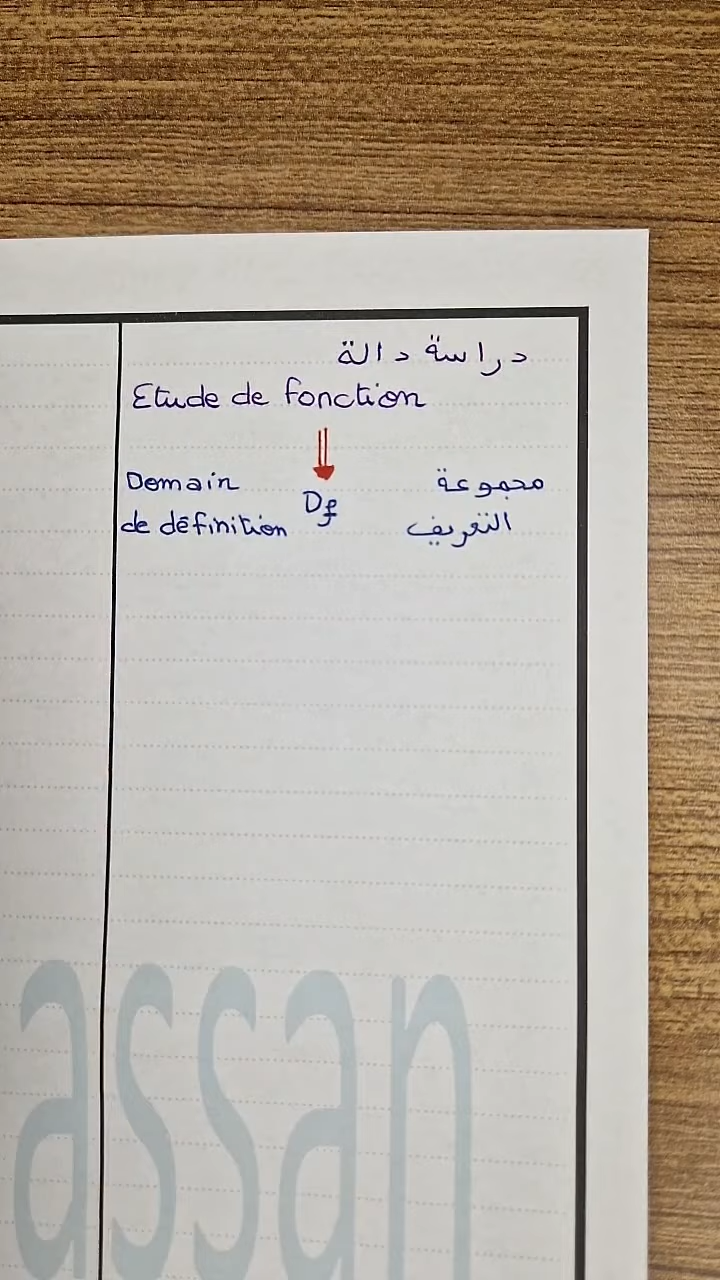 دراسة دالة
Etude de fonction
Domain Df مجموعة
de définition التعريف
assan